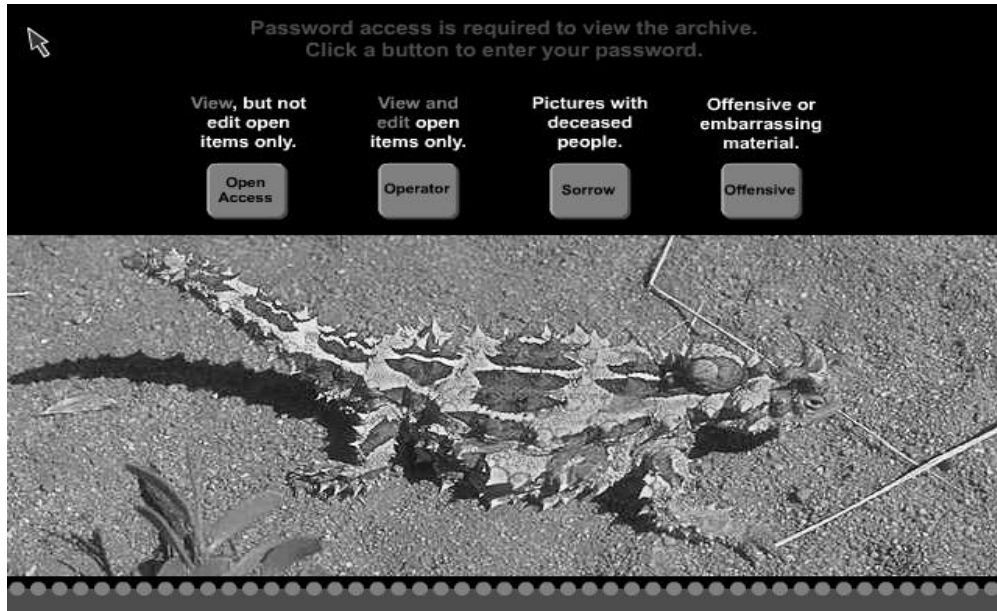 Password access is required to view the archive.
Click a button to enter your password.
View, but not
edit open
items only.
View and
edit open
items only.
Pictures with
deceased
people.
Offensive or
embarrassing
material.
Open
Access
Operator
Sorrow
Offensive